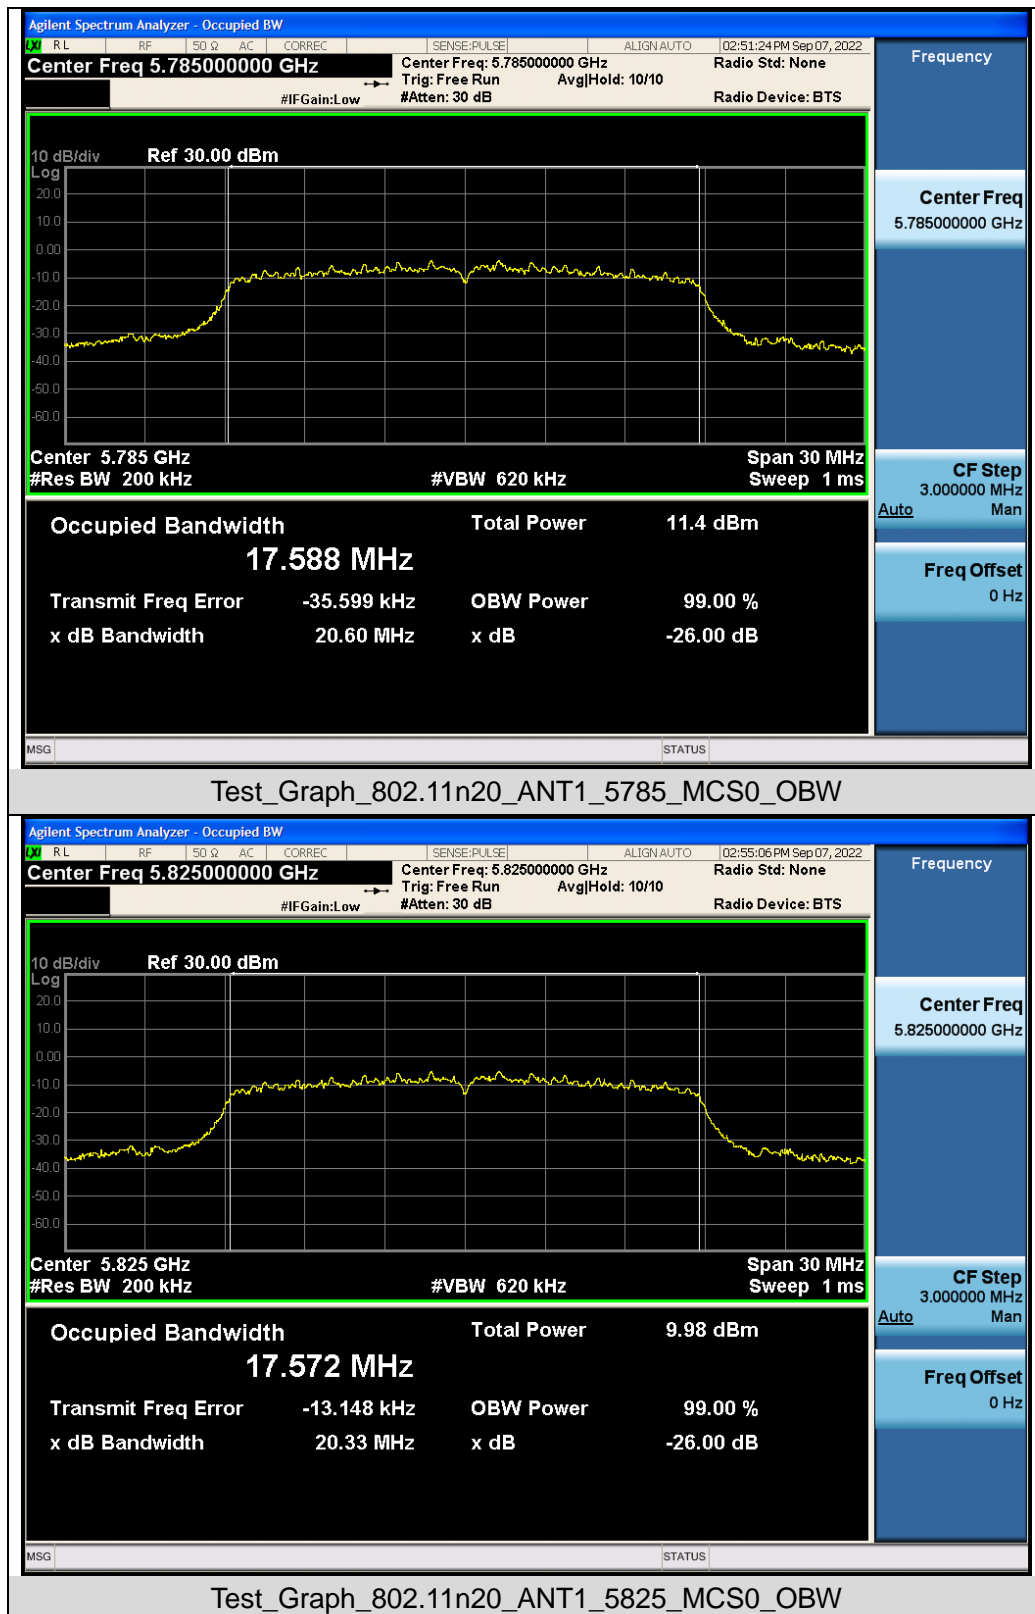 Agilent Spectrum Analyzer - Occupied BW
LXI RL RF 50 Ω AC CORREC SENSE:PULSE ALIGN AUTO 02:51:24 PM Sep 07, 2022
Center Freq 5.785000000 GHz
Center Freq: 5.785000000 GHz Radio Std: None
Trig: Free Run Avg|Hold: 10/10
#IFGain:Low #Atten: 30 dB Radio Device: BTS
10 dB/div Ref 30.00 dBm
Log
20.0
10.0
0.00
-10.0
-20.0
-30.0
-40.0
-50.0
-60.0
Center 5.785 GHz Span 30 MHz
#Res BW 200 kHz #VBW 620 kHz Sweep 1 ms
Occupied Bandwidth Total Power 11.4 dBm
17.588 MHz
Transmit Freq Error -35.599 kHz OBW Power 99.00 %
x dB Bandwidth 20.60 MHz x dB -26.00 dB
MSG STATUS
Frequency
Center Freq
5.785000000 GHz
CF Step
3.000000 MHz
Auto Man
Freq Offset
0 Hz
Test_Graph_802.11n20_ANT1_5785_MCS0_OBW
Agilent Spectrum Analyzer - Occupied BW
LXI RL RF 50 Ω AC CORREC SENSE:PULSE ALIGN AUTO 02:55:06 PM Sep 07, 2022
Center Freq 5.825000000 GHz
Center Freq: 5.825000000 GHz Radio Std: None
Trig: Free Run Avg|Hold: 10/10
#IFGain:Low #Atten: 30 dB Radio Device: BTS
10 dB/div Ref 30.00 dBm
Log
20.0
10.0
0.00
-10.0
-20.0
-30.0
-40.0
-50.0
-60.0
Center 5.825 GHz Span 30 MHz
#Res BW 200 kHz #VBW 620 kHz Sweep 1 ms
Occupied Bandwidth Total Power 9.98 dBm
17.572 MHz
Transmit Freq Error -13.148 kHz OBW Power 99.00 %
x dB Bandwidth 20.33 MHz x dB -26.00 dB
MSG STATUS
Frequency
Center Freq
5.825000000 GHz
CF Step
3.000000 MHz
Auto Man
Freq Offset
0 Hz
Test_Graph_802.11n20_ANT1_5825_MCS0_OBW